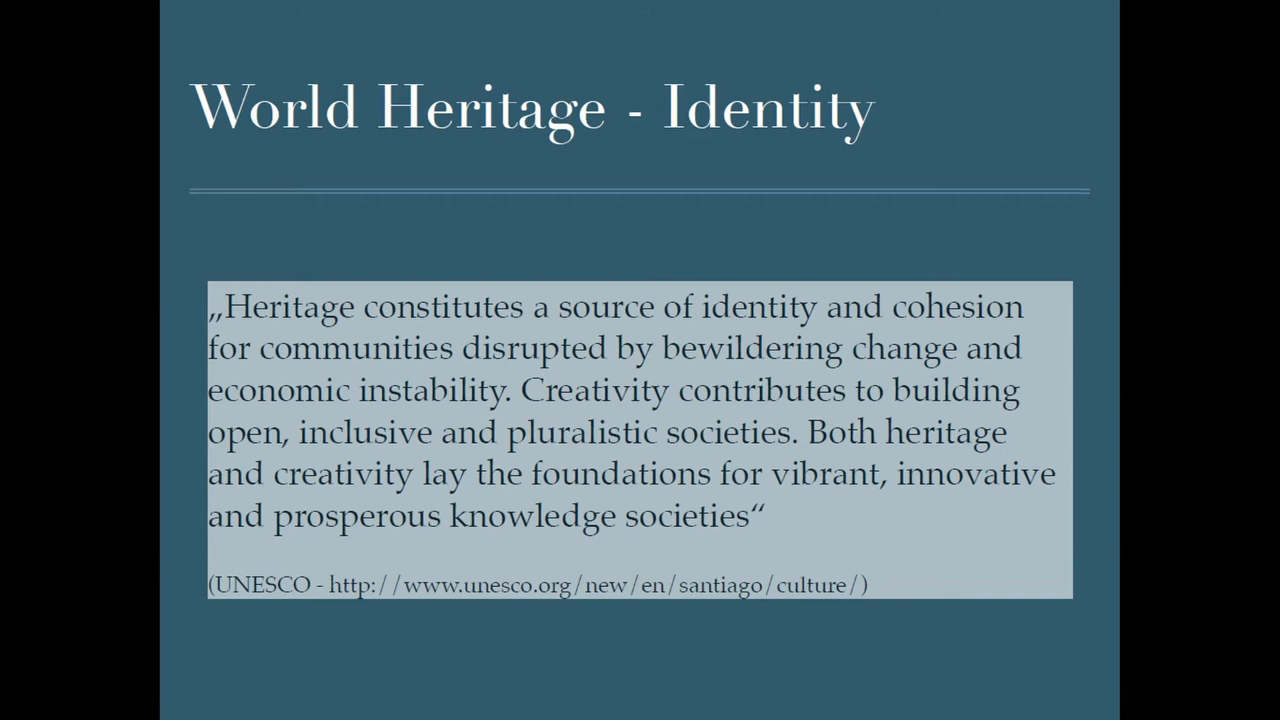 World Heritage - Identity
„Heritage constitutes a source of identity and cohesion
for communities disrupted by bewildering change and
economic instability. Creativity contributes to building
open, inclusive and pluralistic societies. Both heritage
and creativity lay the foundations for vibrant, innovative
and prosperous knowledge societies“
(UNESCO - http://www.unesco.org/new/en/santiago/culture/)